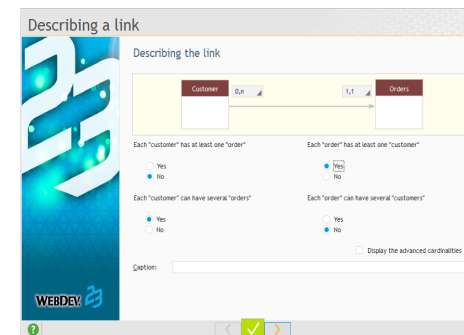 Describing a link
Describing the link
Customer 0,n 1,1 Orders
Each "customer" has at least one "order" Each "order" has at least one "customer"
Yes Yes
No No
Each "customer" can have several "orders" Each "order" can have several "customers"
Yes Yes
No No
Display the advanced cardinalities
Caption:
WEBDEV 23
?